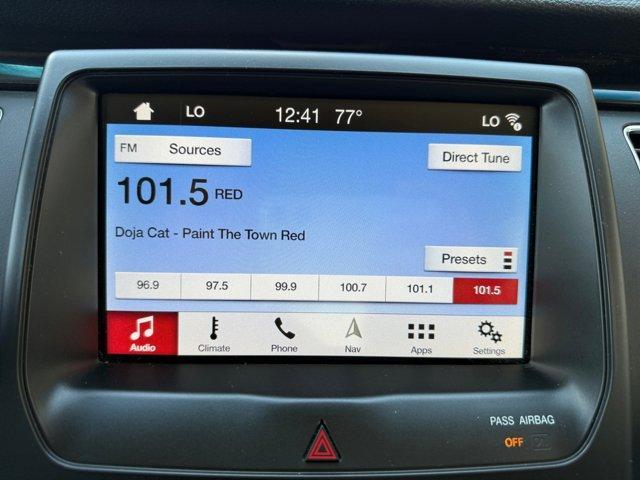 LO 12:41 77° LO
FM Sources Direct Tune
101.5 RED
Doja Cat - Paint The Town Red
Presets
96.9 97.5 99.9 100.7 101.1 101.5
Audio Climate Phone Nav Apps Settings
PASS AIRBAG
OFF